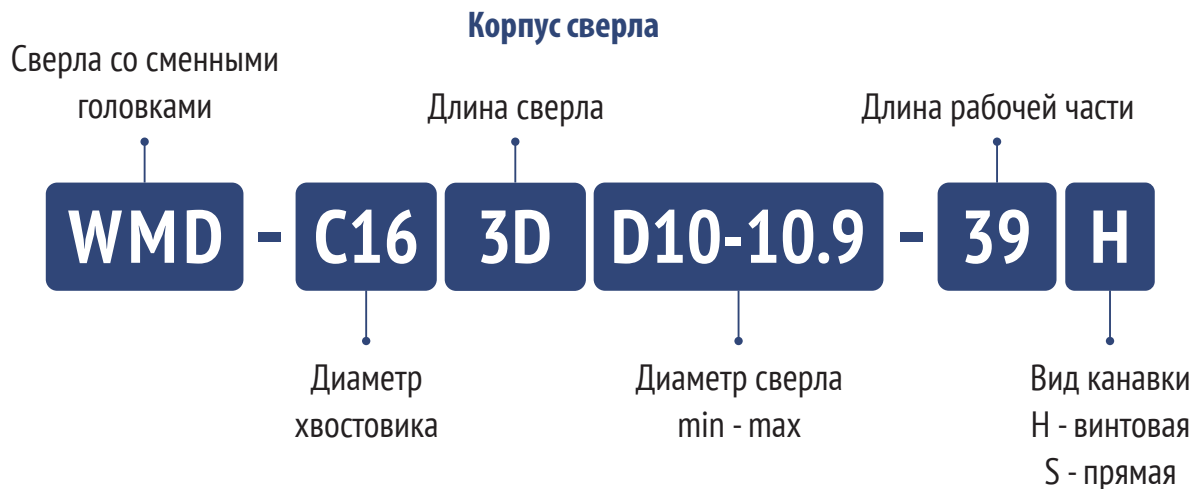 Корпус сверла
Сверла со сменными
головками
Длина сверла
Длина рабочей части
WMD - C16 3D D10-10.9 - 39 H
Диаметр
хвостовика
Диаметр сверла
min - max
Вид канавки
H - винтовая
S - прямая